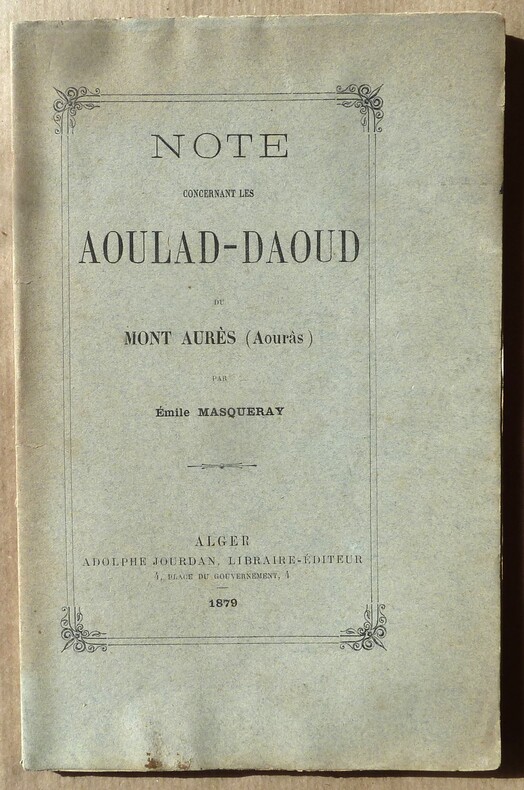 NOTE
CONCERNANT LES
AOULAD-DAOUD
DU
MONT AURÈS (Aourâs)
PAR
Émile MASQUERAY
ALGER
ADOLPHE JOURDAN, LIBRAIRE-ÉDITEUR
4, PLACE DU GOUVERNEMENT, 4
1879